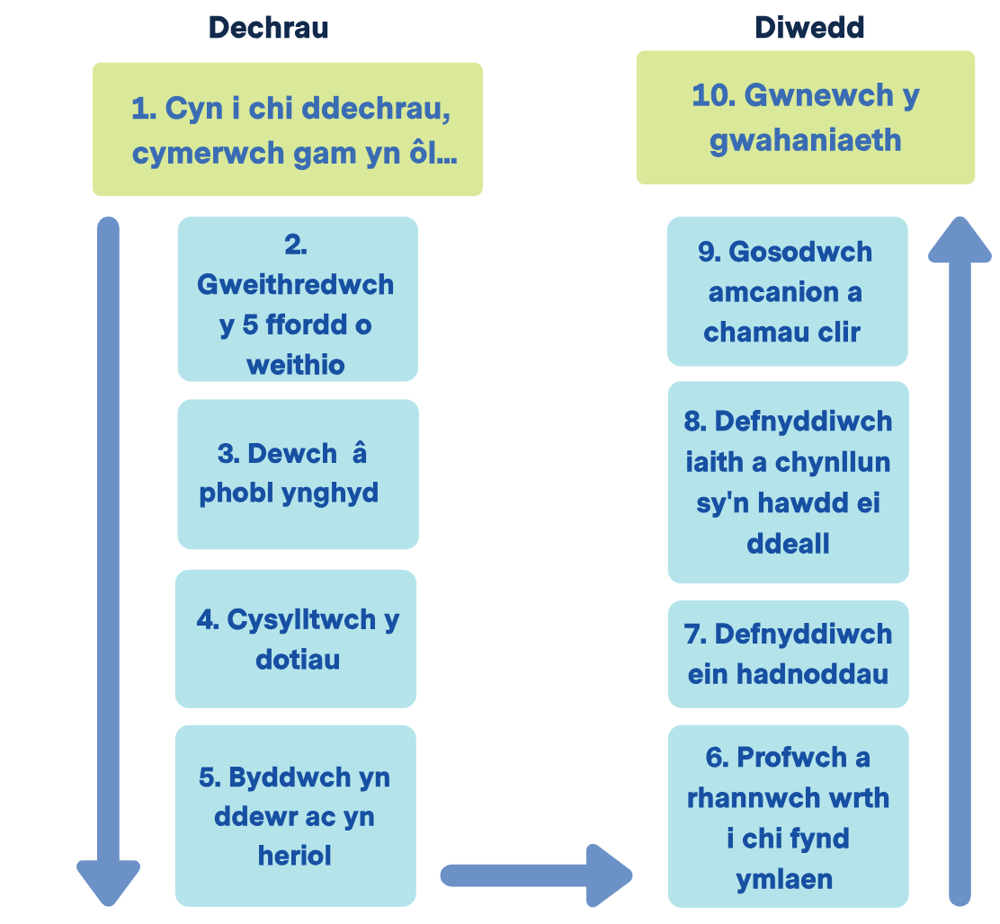 Dechrau
1. Cyn i chi ddechrau,
cymerwch gam yn ôl...
2.
Gweithredwch
y 5 ffordd o
weithio
3. Dewch â
phobl ynghyd
4. Cysylltwch y
dotiau
5. Byddwch yn
ddewr ac yn
heriol
Diwedd
10. Gwnewch y
gwahaniaeth
9. Gosodwch
amcanion a
chamau clir
8. Defnyddiwch
iaith a chynllun
sy'n hawdd ei
ddeall
7. Defnyddiwch
ein hadnoddau
6. Profwch a
rhannwch wrth
i chi fynd
ymlaen